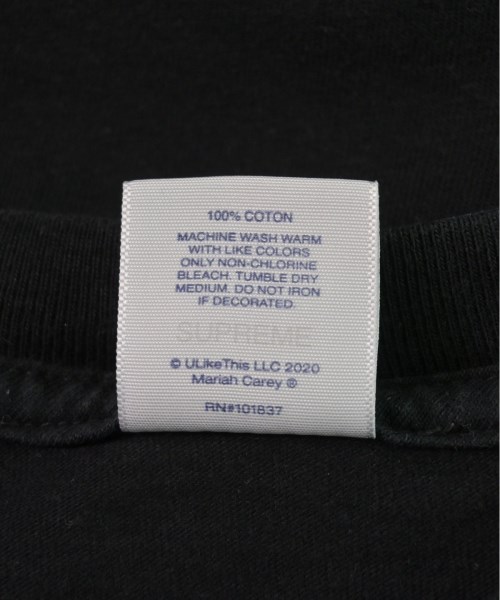 100% COTON
MACHINE WASH WARM
WITH LIKE COLORS
ONLY NON-CHLORINE
BLEACH. TUMBLE DRY
MEDIUM. DO NOT IRON
IF DECORATED.
SUPREME
© ULikeThis LLC 2020
Mariah Carey ®
RN#101837